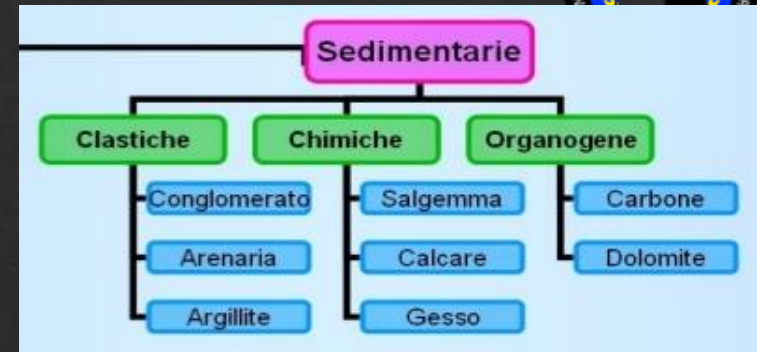 Sedimentarie
Clastiche Chimiche Organogene
Conglomerato Salgemma Carbone
Arenaria Calcare Dolomite
Argillite Gesso